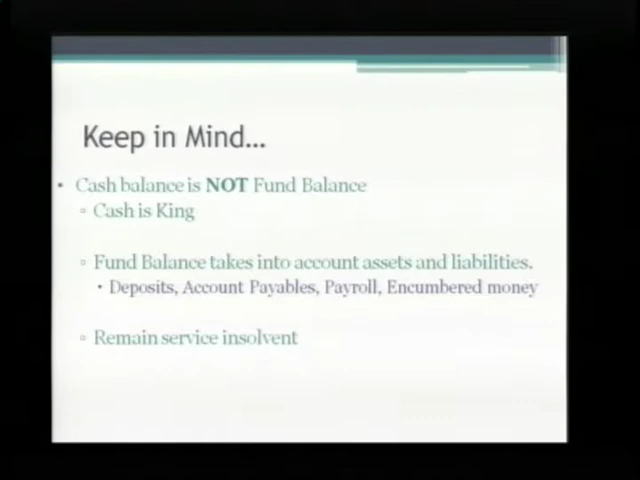 Keep in Mind...
• Cash balance is NOT Fund Balance
▫ Cash is King
▫ Fund Balance takes into account assets and liabilities.
• Deposits, Account Payables, Payroll, Encumbered money
▫ Remain service insolvent